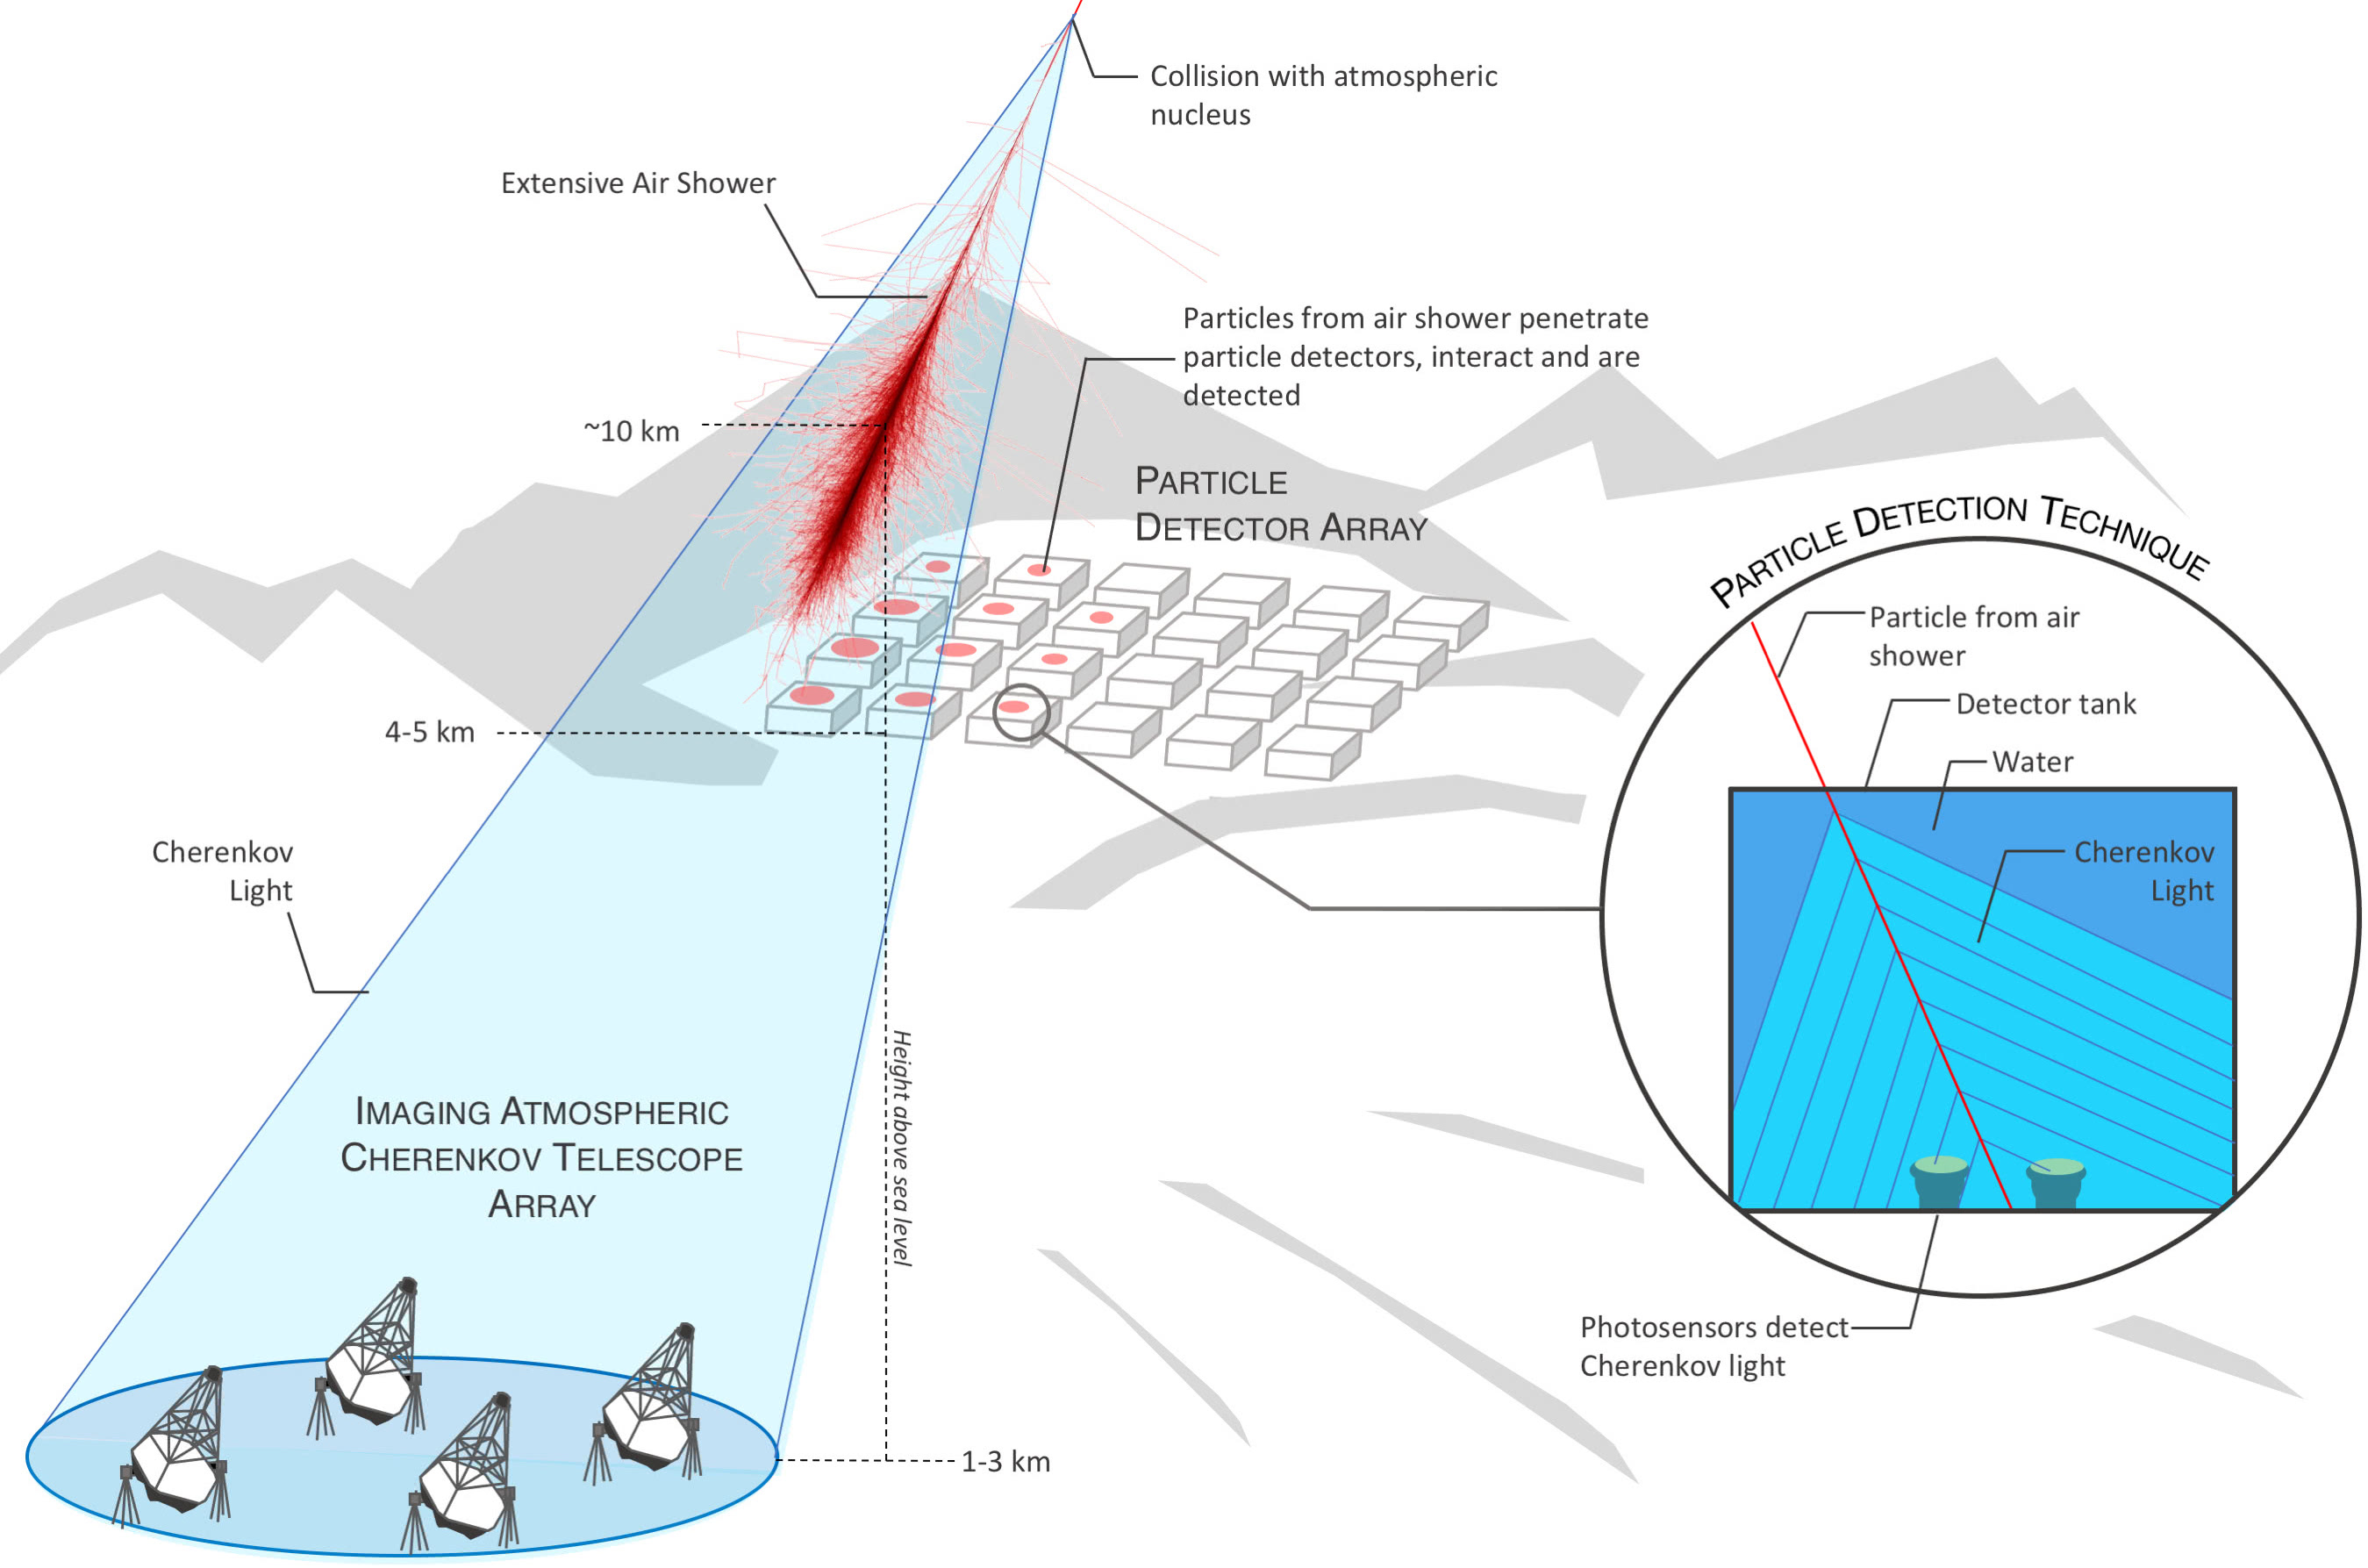 Collision with atmospheric
nucleus
Extensive Air Shower
Particles from air shower penetrate
particle detectors, interact and are
detected
~10 km
PARTICLE
DETECTOR ARRAY
PARTICLE DETECTION TECHNIQUE
Particle from air
shower
Detector tank
Water
4-5 km
Cherenkov
Light
Cherenkov
Light
Height above sea level
IMAGING ATMOSPHERIC
CHERENKOV TELESCOPE
ARRAY
Photosensors detect
Cherenkov light
1-3 km